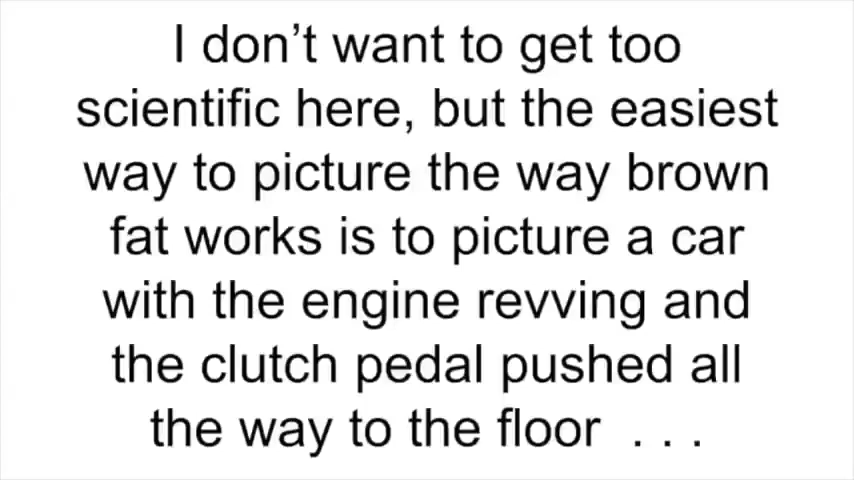 I don’t want to get too
scientific here, but the easiest
way to picture the way brown
fat works is to picture a car
with the engine revving and
the clutch pedal pushed all
the way to the floor  . . .